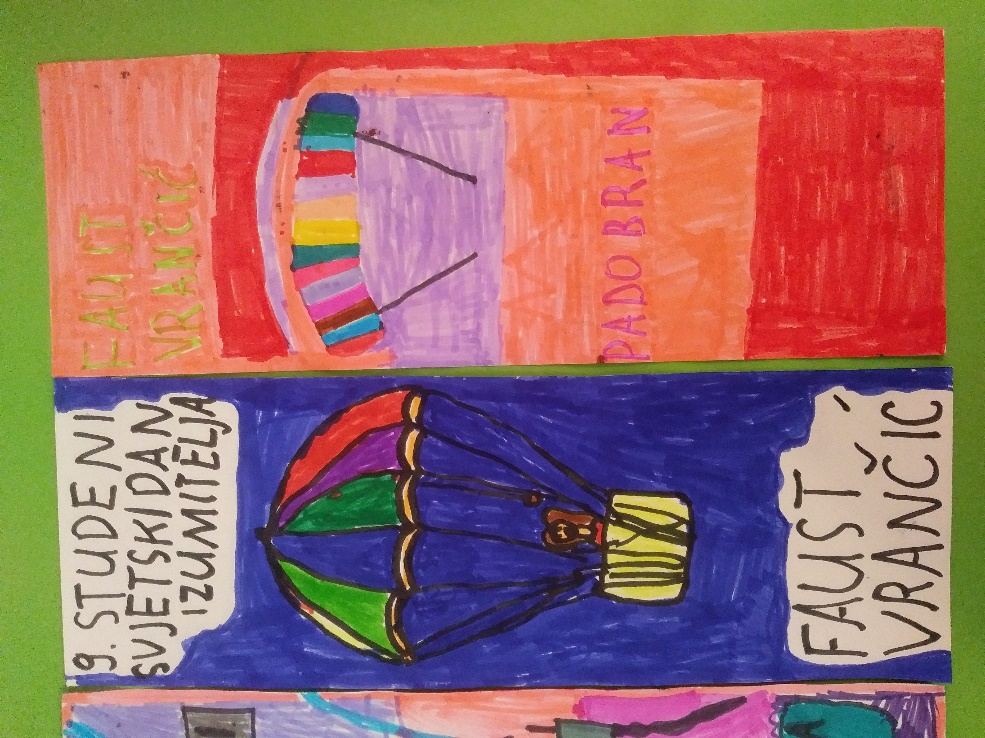 FAUST
VRANČIĆ
PADOBRAN
9. STUDENI
SVJETSKI DAN
IZUMITELJA
FAUST
VRANČIĆ